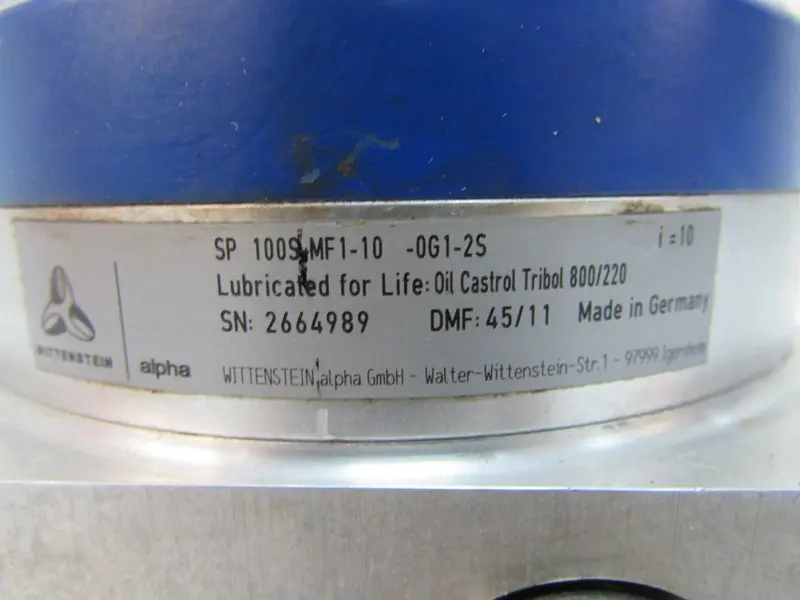 SP 100S-MF1-10 -0G1-2S i=10
Lubricated for Life: Oil Castrol Tribol 800/220
SN: 2664989 DMF: 45/11 Made in Germany
WITTENSTEIN alpha
WITTENSTEIN alpha GmbH - Walter-Wittenstein-Str.1 - 97999 Igersheim